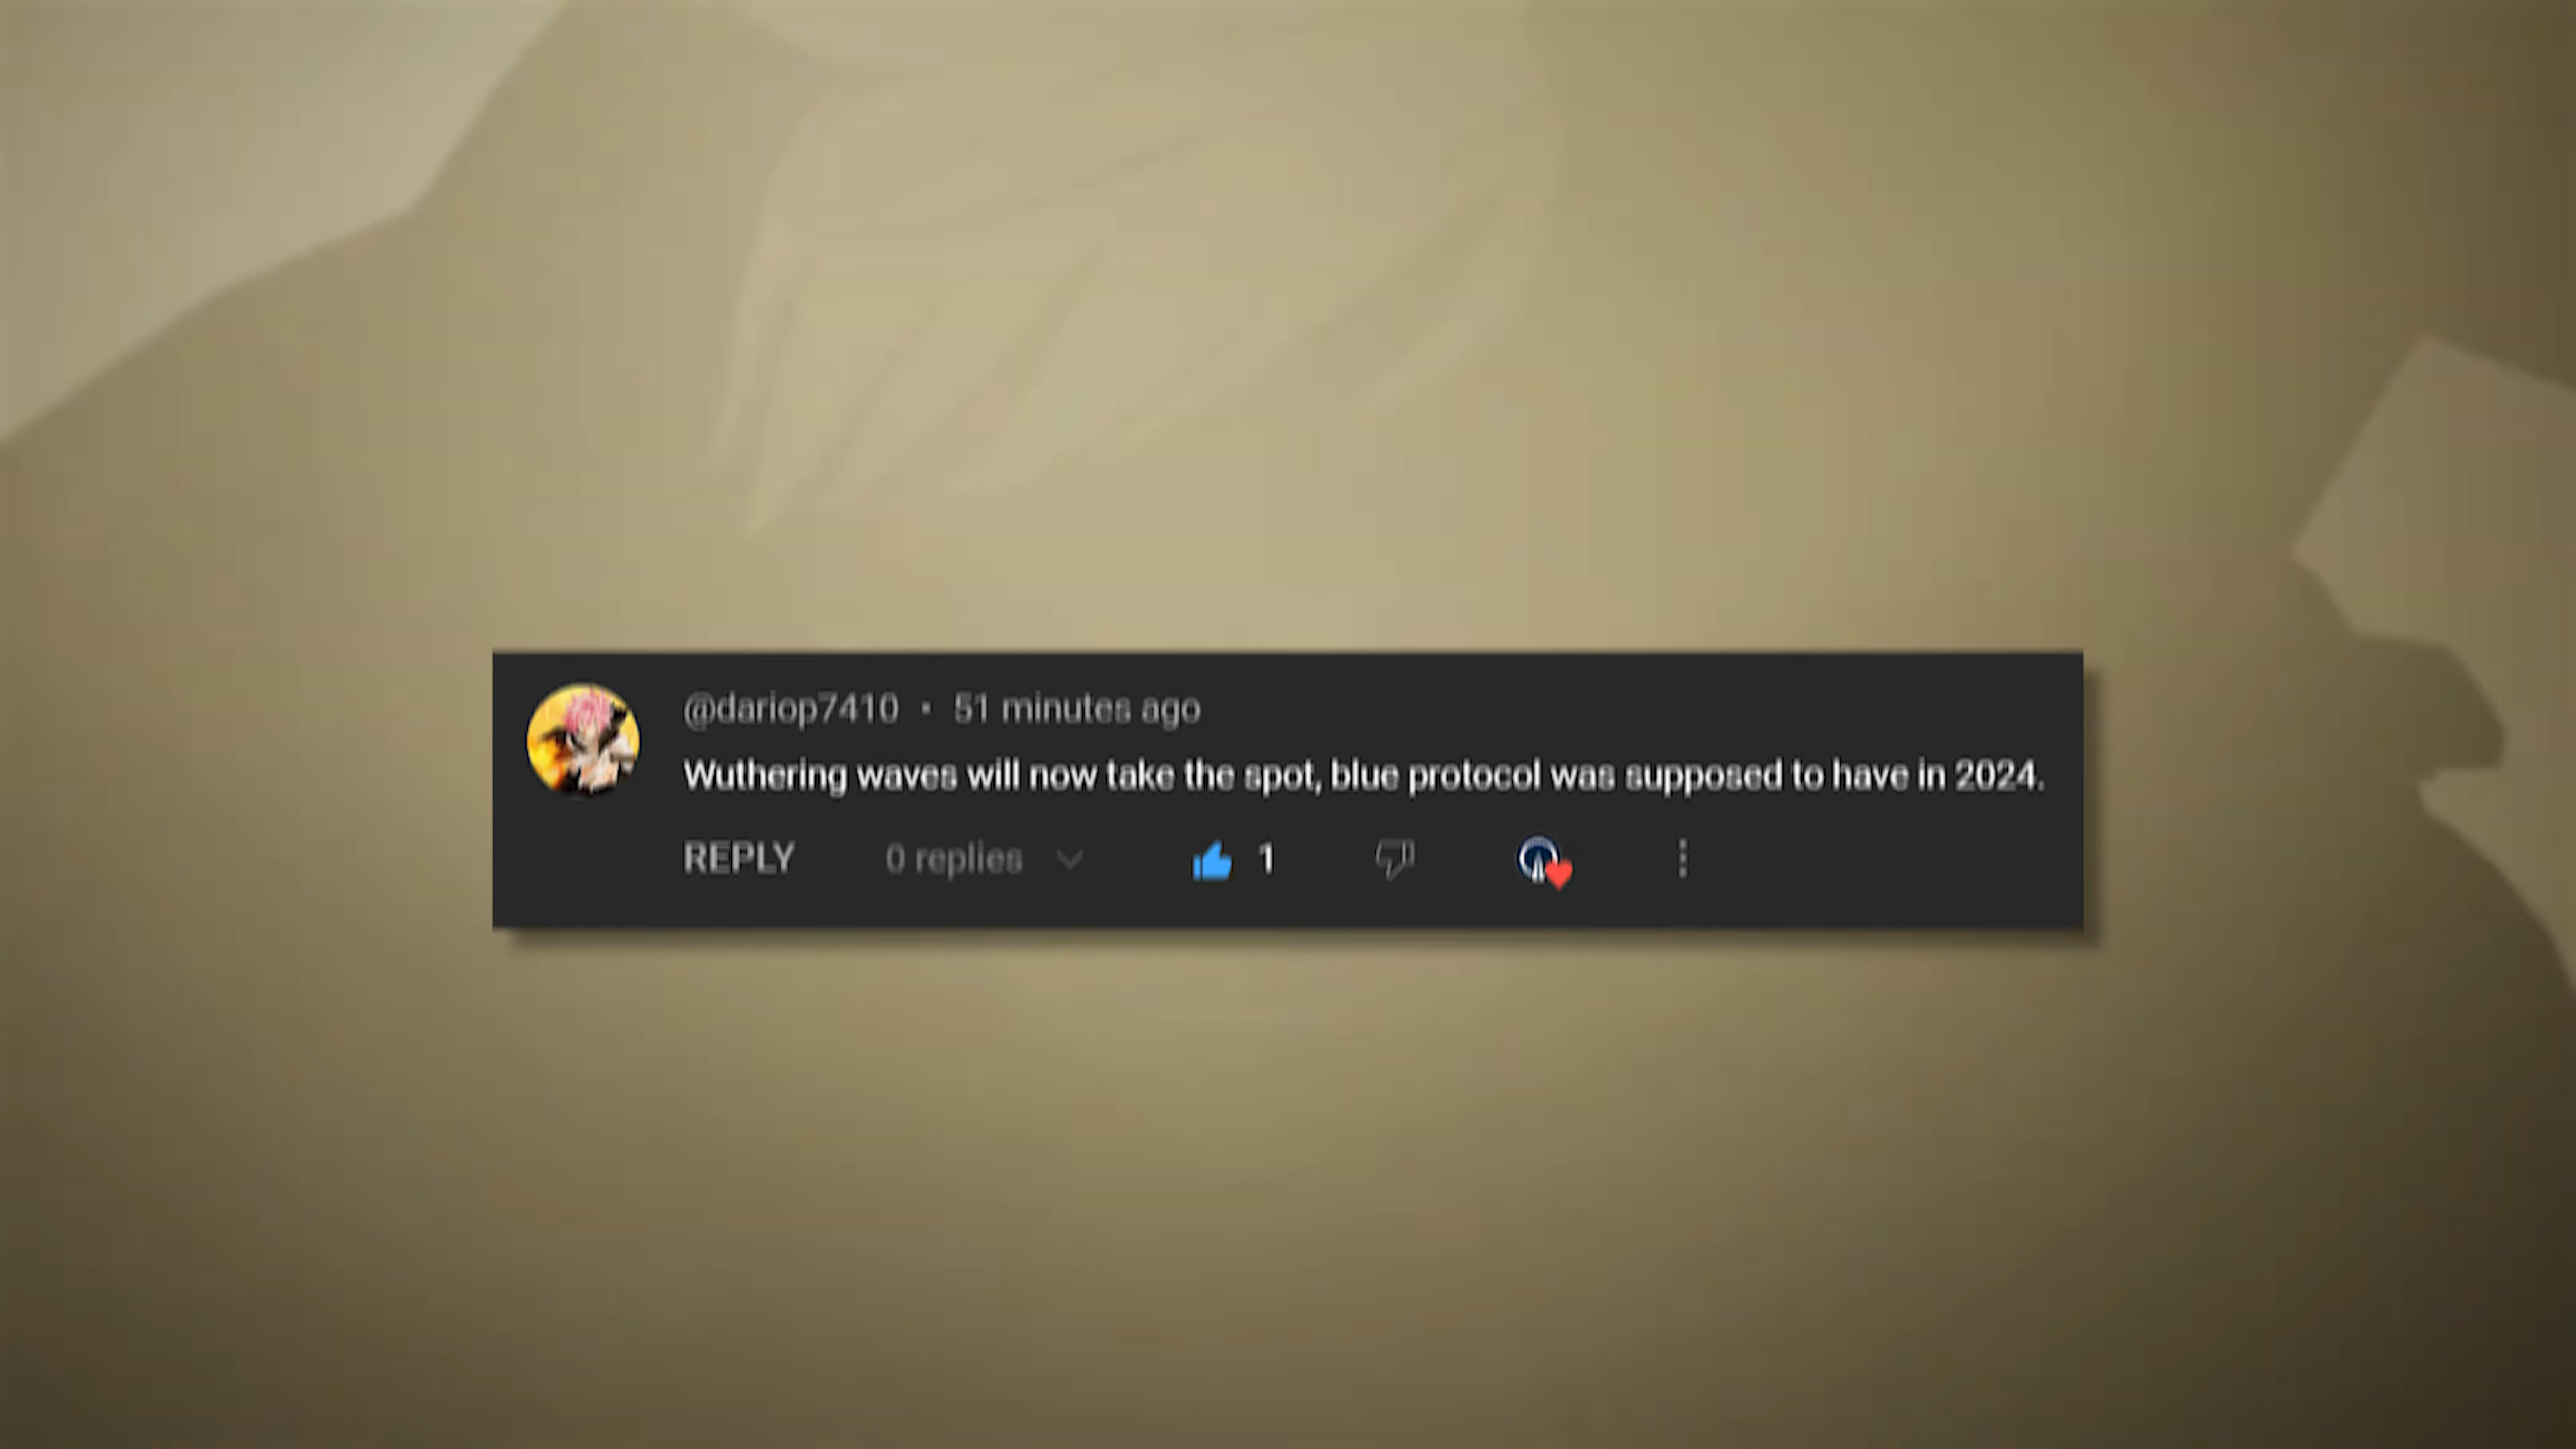 @dariop7410 • 51 minutes ago
Wuthering waves will now take the spot, blue protocol was supposed to have in 2024.
REPLY 0 replies 1